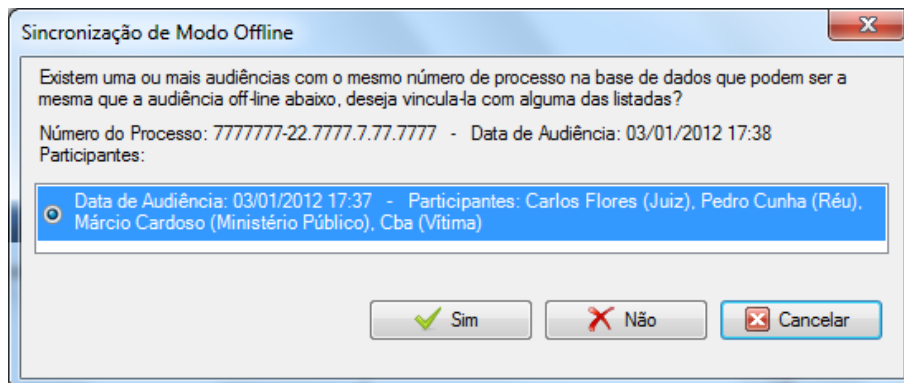 Sincronização de Modo Offline
Existem uma ou mais audiências com o mesmo número de processo na base de dados que podem ser a
mesma que a audiência off-line abaixo, deseja vincula-la com alguma das listadas?
Número do Processo: 7777777-22.7777.7.77.7777 - Data de Audiência: 03/01/2012 17:38
Participantes:
Data de Audiência: 03/01/2012 17:37 - Participantes: Carlos Flores (Juiz), Pedro Cunha (Réu),
Márcio Cardoso (Ministério Público), Cba (Vítima)
Sim Não Cancelar